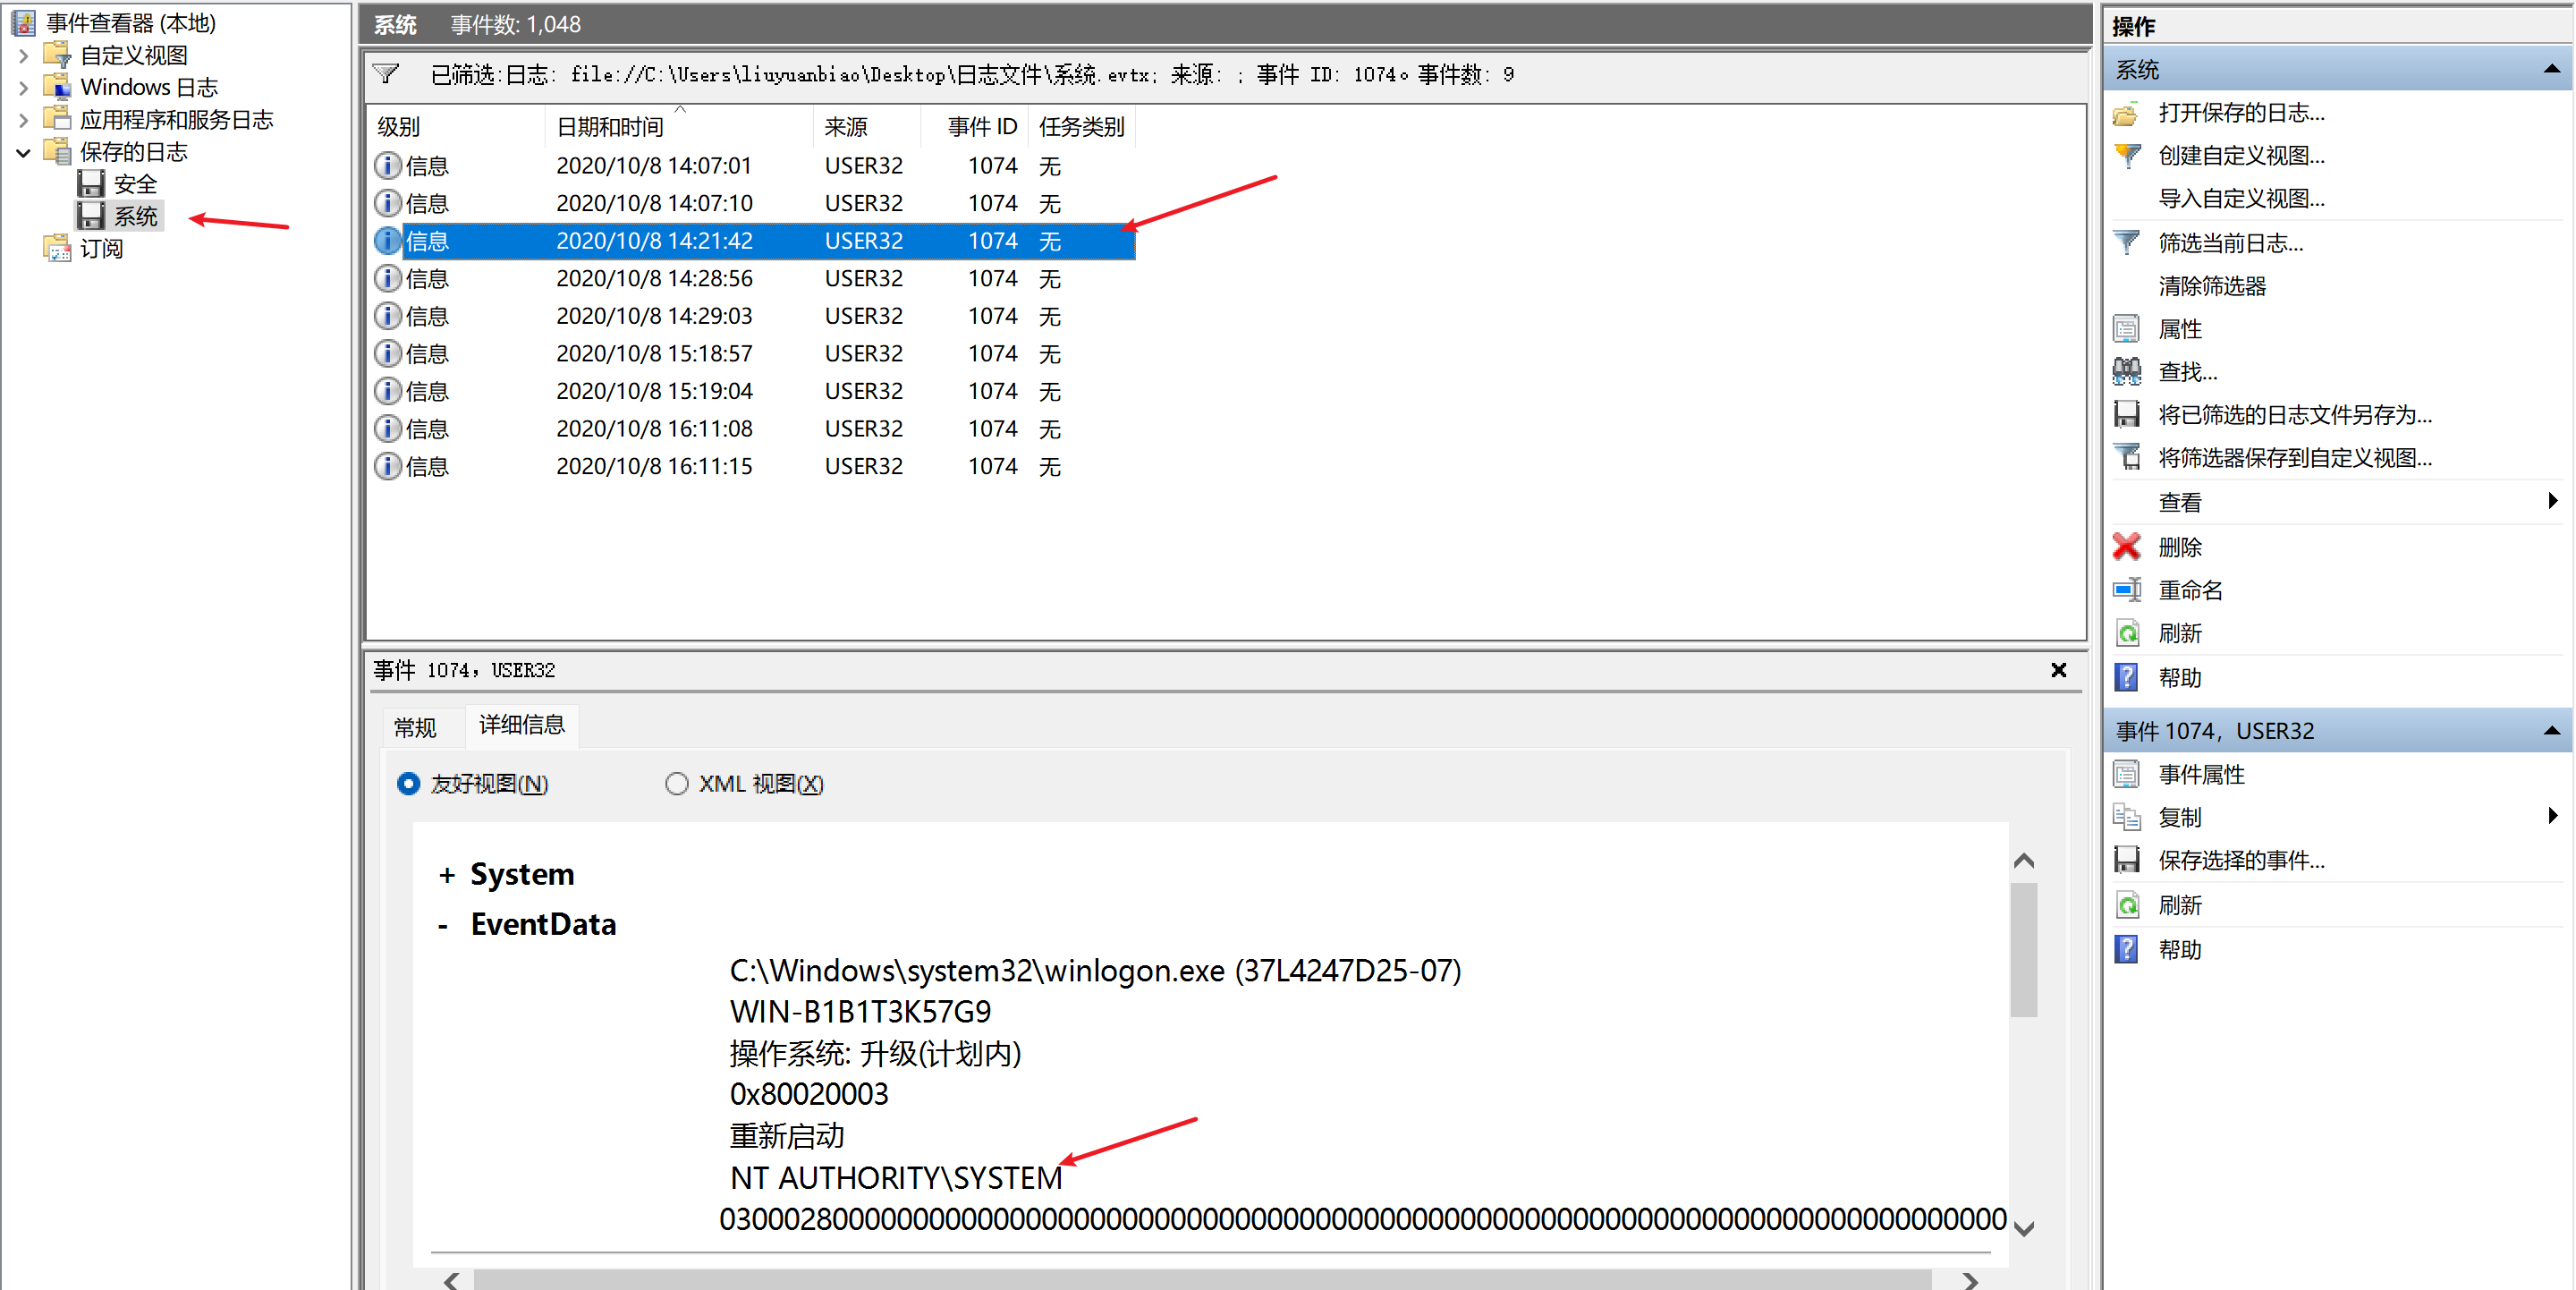 事件查看器 (本地)
自定义视图
Windows 日志
应用程序和服务日志
保存的日志
安全
系统
订阅
系统 事件数: 1,048
已筛选:日志: file://C:\Users\liuyuanbiao\Desktop\日志文件\系统.evtx; 来源: ; 事件 ID: 1074。事件数: 9
级别 日期和时间 来源 事件 ID 任务类别
信息 2020/10/8 14:07:01 USER32 1074 无
信息 2020/10/8 14:07:10 USER32 1074 无
信息 2020/10/8 14:21:42 USER32 1074 无
信息 2020/10/8 14:28:56 USER32 1074 无
信息 2020/10/8 14:29:03 USER32 1074 无
信息 2020/10/8 15:18:57 USER32 1074 无
信息 2020/10/8 15:19:04 USER32 1074 无
信息 2020/10/8 16:11:08 USER32 1074 无
信息 2020/10/8 16:11:15 USER32 1074 无
事件 1074, USER32
常规 详细信息
友好视图(N) XML 视图(X)
+ System
- EventData
C:\Windows\system32\winlogon.exe (37L4247D25-07)
WIN-B1B1T3K57G9
操作系统: 升级(计划内)
0x80020003
重新启动
NT AUTHORITY\SYSTEM
操作
系统
打开保存的日志...
创建自定义视图...
导入自定义视图...
筛选当前日志...
清除筛选器
属性
查找...
将已筛选的日志文件另存为...
将筛选器保存到自定义视图...
查看
删除
重命名
刷新
帮助
事件 1074, USER32
事件属性
复制
保存选择的事件...
刷新
帮助